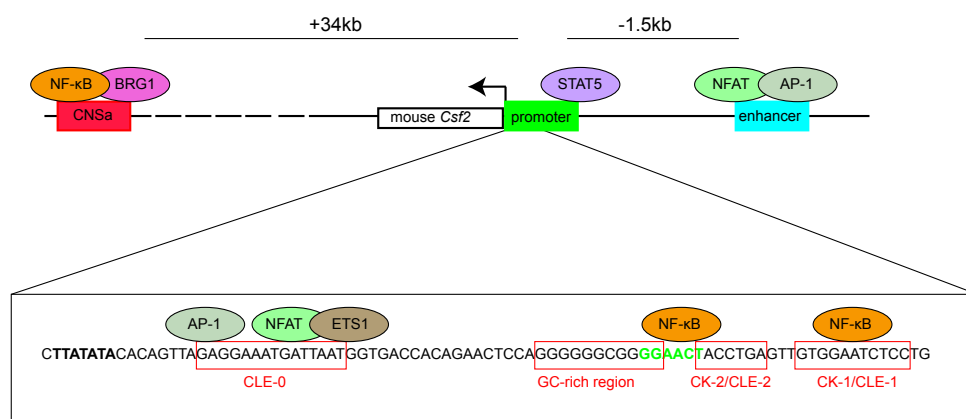 +34kb -1.5kb
NF-κB BRG1 STAT5 NFAT AP-1
CNSa mouse Csf2 promoter enhancer
AP-1 NFAT ETS1 NF-κB NF-κB
CTTATATACACAGTTAGAGGAAATGATTAATGGTGACCACAGAACTCCAGGGGGGCGGGGAACTACCTGAGTTGTGGAATCTCCTG
CLE-0 GC-rich region CK-2/CLE-2 CK-1/CLE-1